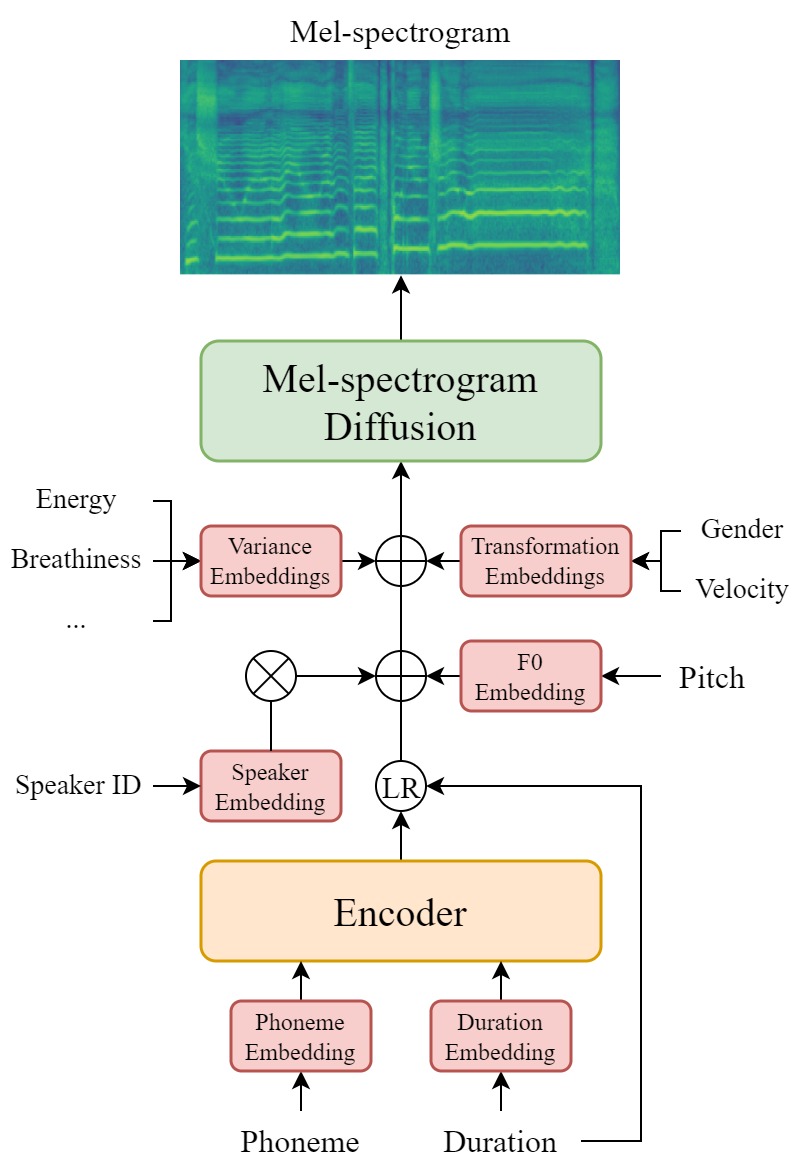 Mel-spectrogram
Mel-spectrogram
Diffusion
Energy
Breathiness
...
Variance
Embeddings
Transformation
Embeddings
Gender
Velocity
F0
Embedding
Pitch
Speaker ID
Speaker
Embedding
LR
Encoder
Phoneme
Embedding
Duration
Embedding
Phoneme
Duration